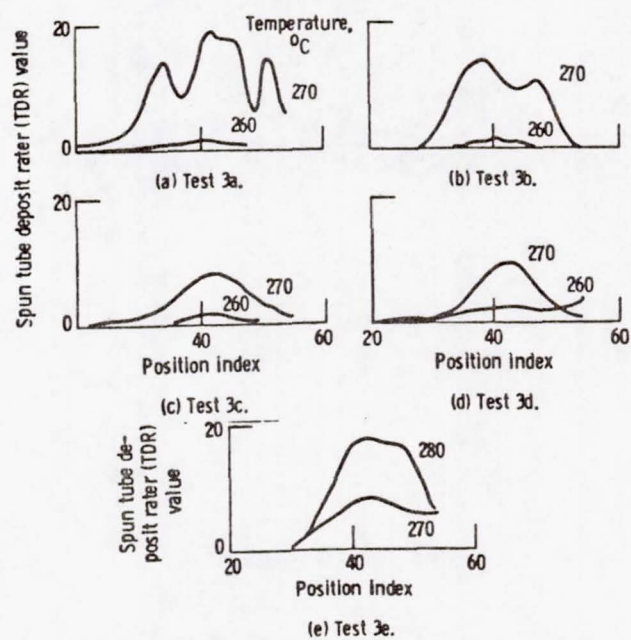 Spun tube deposit rater (TDR) value
20
0
Temperature,
°C
270
260
(a) Test 3a.
270
260
(b) Test 3b.
20
0
270
260
40
60
Position index
(c) Test 3c.
270
260
20
40
60
Position index
(d) Test 3d.
Spun tube de-
posit rater (TDR)
value
20
0
280
270
20
40
60
Position index
(e) Test 3e.